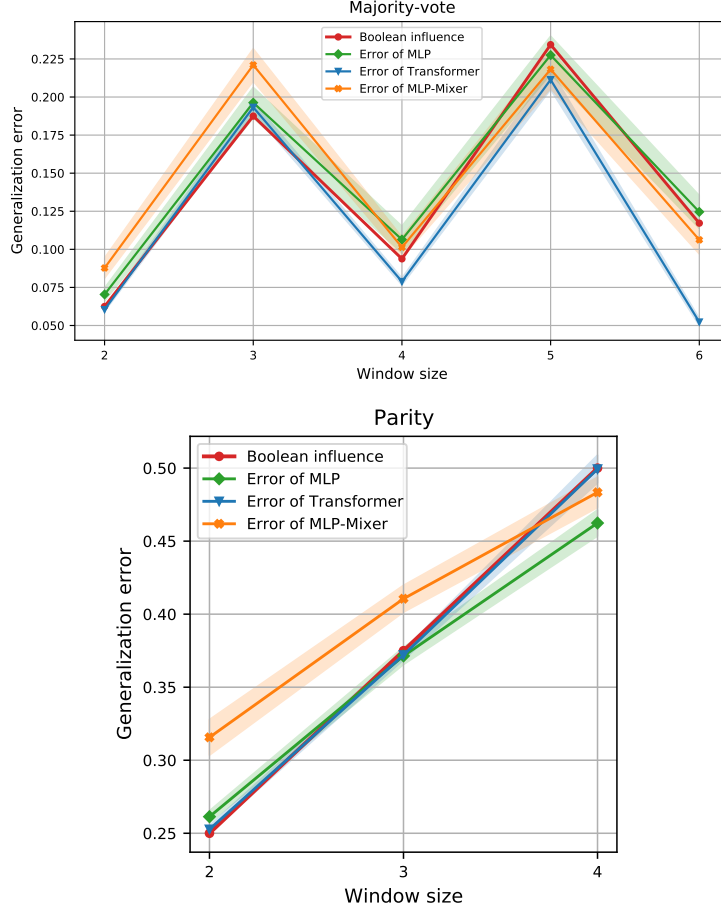 Majority-vote
Boolean influence
Error of MLP
Error of Transformer
Error of MLP-Mixer
Generalization error
0.225
0.200
0.175
0.150
0.125
0.100
0.075
0.050
2 3 4 5 6
Window size
Parity
Boolean influence
Error of MLP
Error of Transformer
Error of MLP-Mixer
Generalization error
0.50
0.45
0.40
0.35
0.30
0.25
2 3 4
Window size